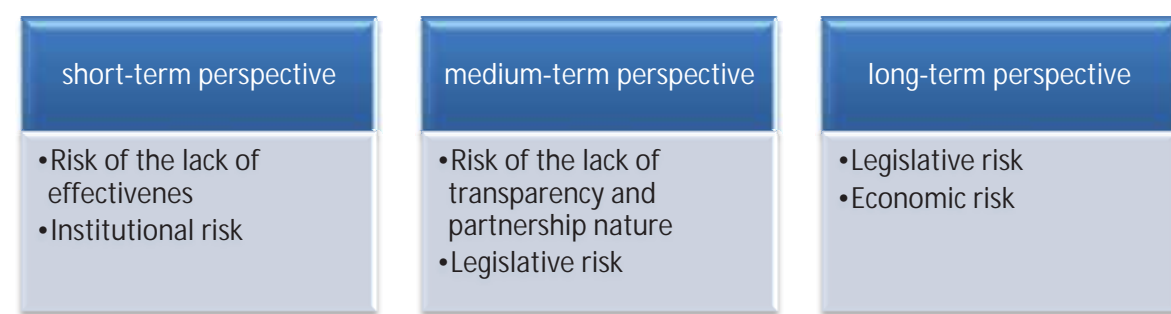 short-term perspective
•Risk of the lack of
effectivenes
•Institutional risk
medium-term perspective
•Risk of the lack of
transparency and
partnership nature
•Legislative risk
long-term perspective
•Legislative risk
•Economic risk